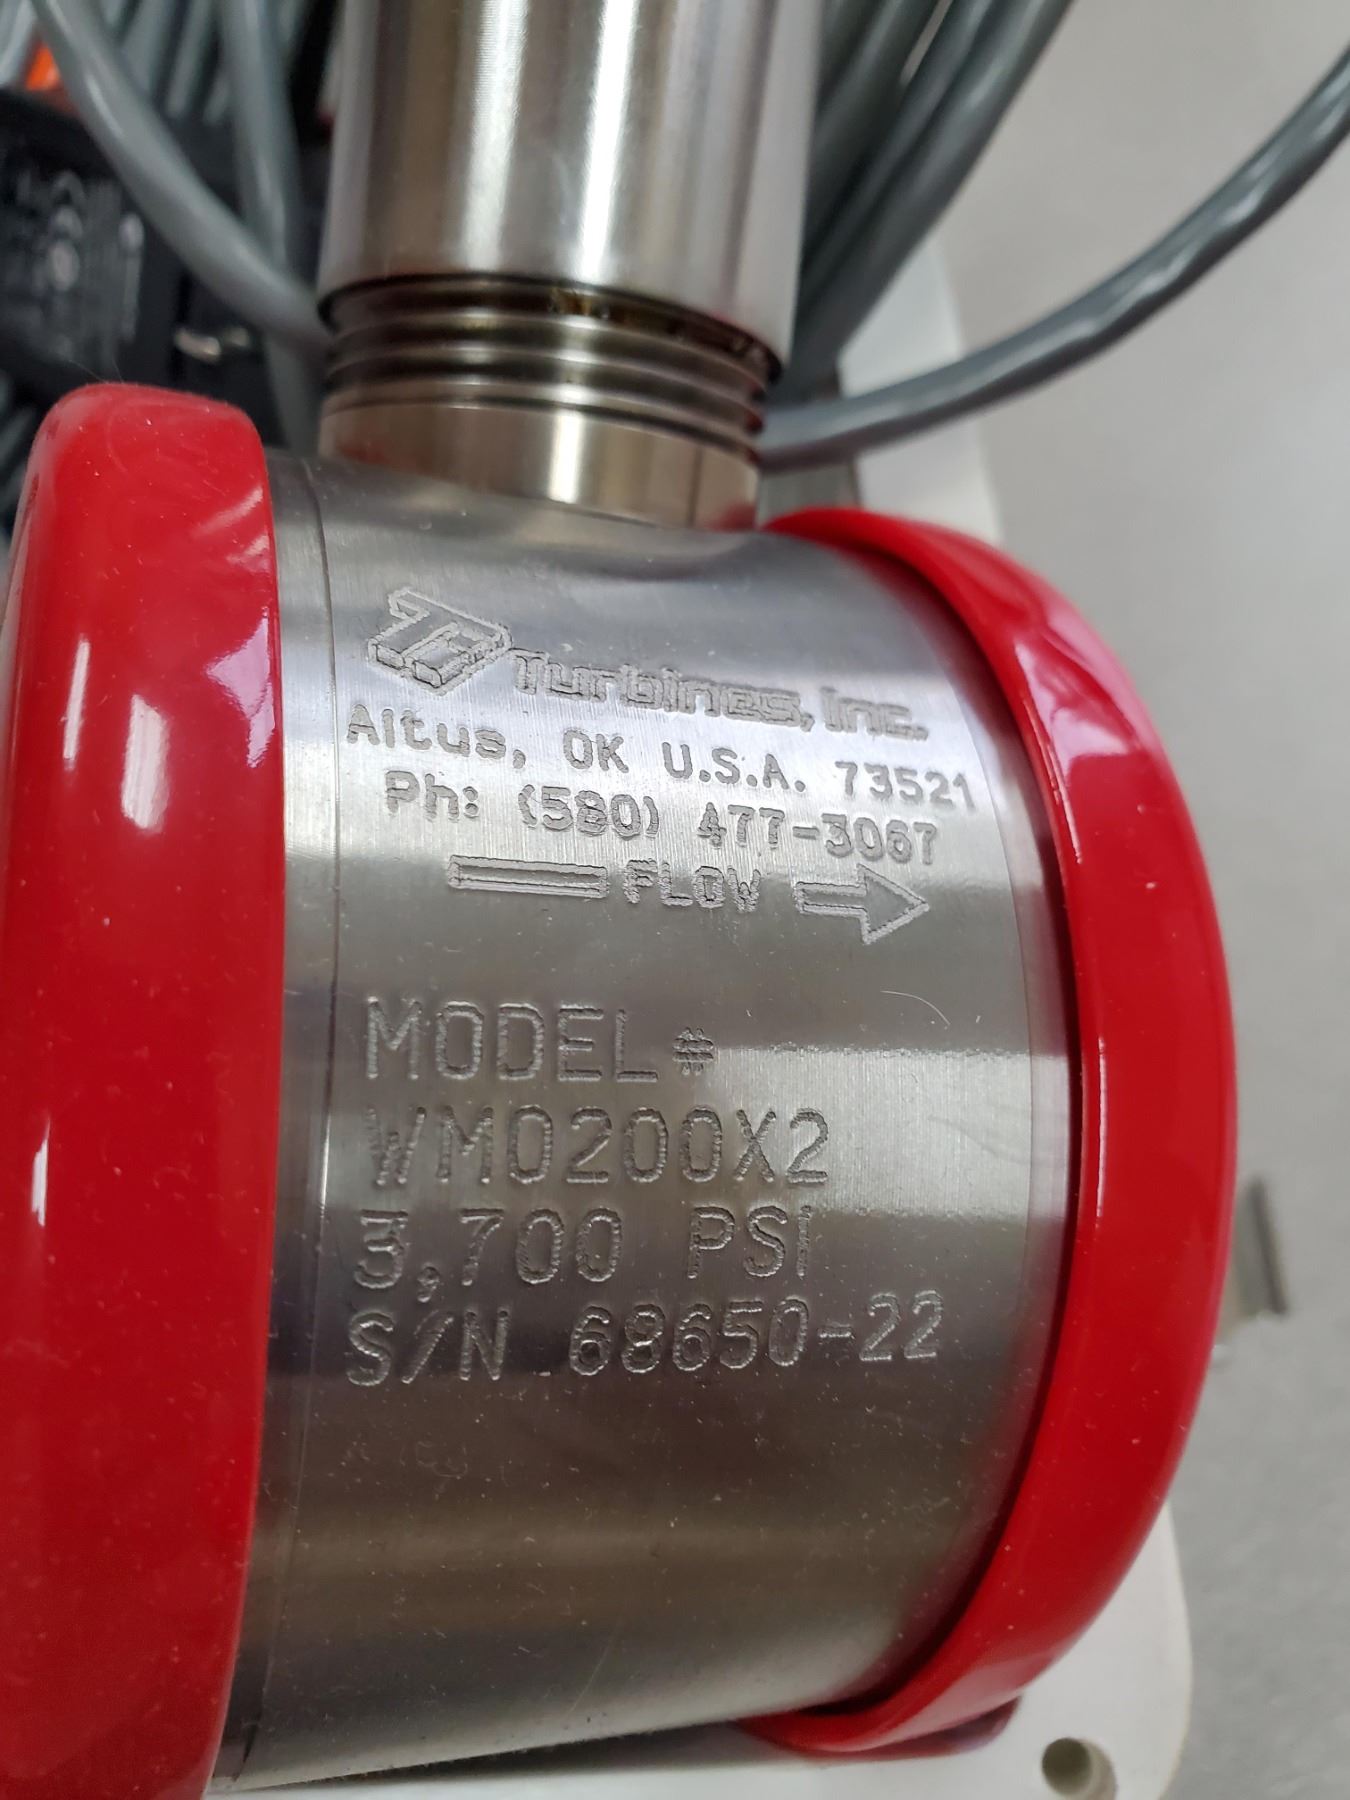 Turbines, Inc.
Altus, OK U.S.A. 73521
Ph: (580) 477-3067
FLOW
MODEL#
WM0200X2
3,700 PSI
S/N 68650-22